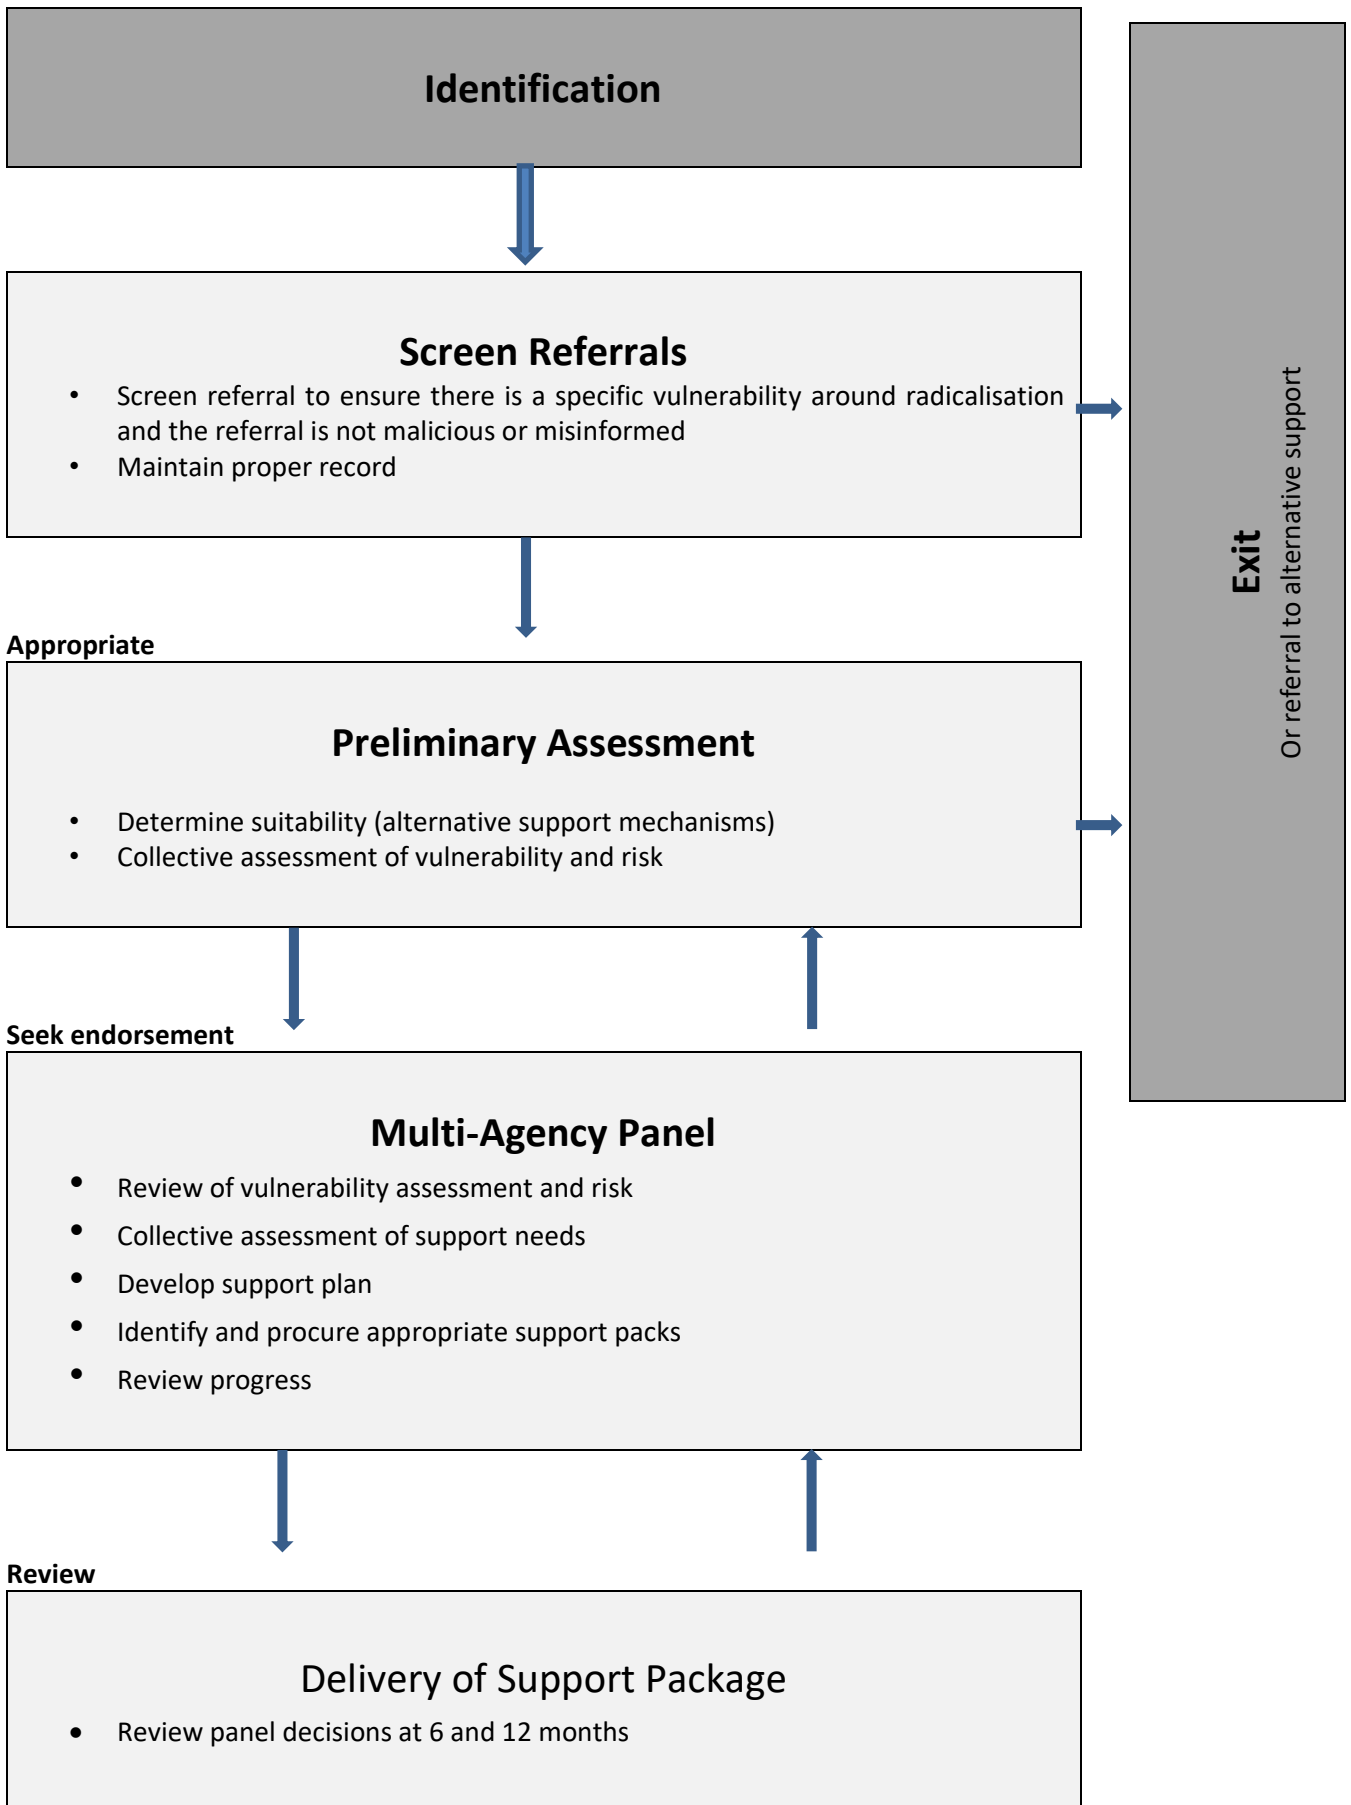 Identification
Screen Referrals
• Screen referral to ensure there is a specific vulnerability around radicalisation
and the referral is not malicious or misinformed
• Maintain proper record
Appropriate
Preliminary Assessment
• Determine suitability (alternative support mechanisms)
• Collective assessment of vulnerability and risk
Seek endorsement
Multi-Agency Panel
• Review of vulnerability assessment and risk
• Collective assessment of support needs
• Develop support plan
• Identify and procure appropriate support packs
• Review progress
Review
Delivery of Support Package
• Review panel decisions at 6 and 12 months
Exit
Or referral to alternative support